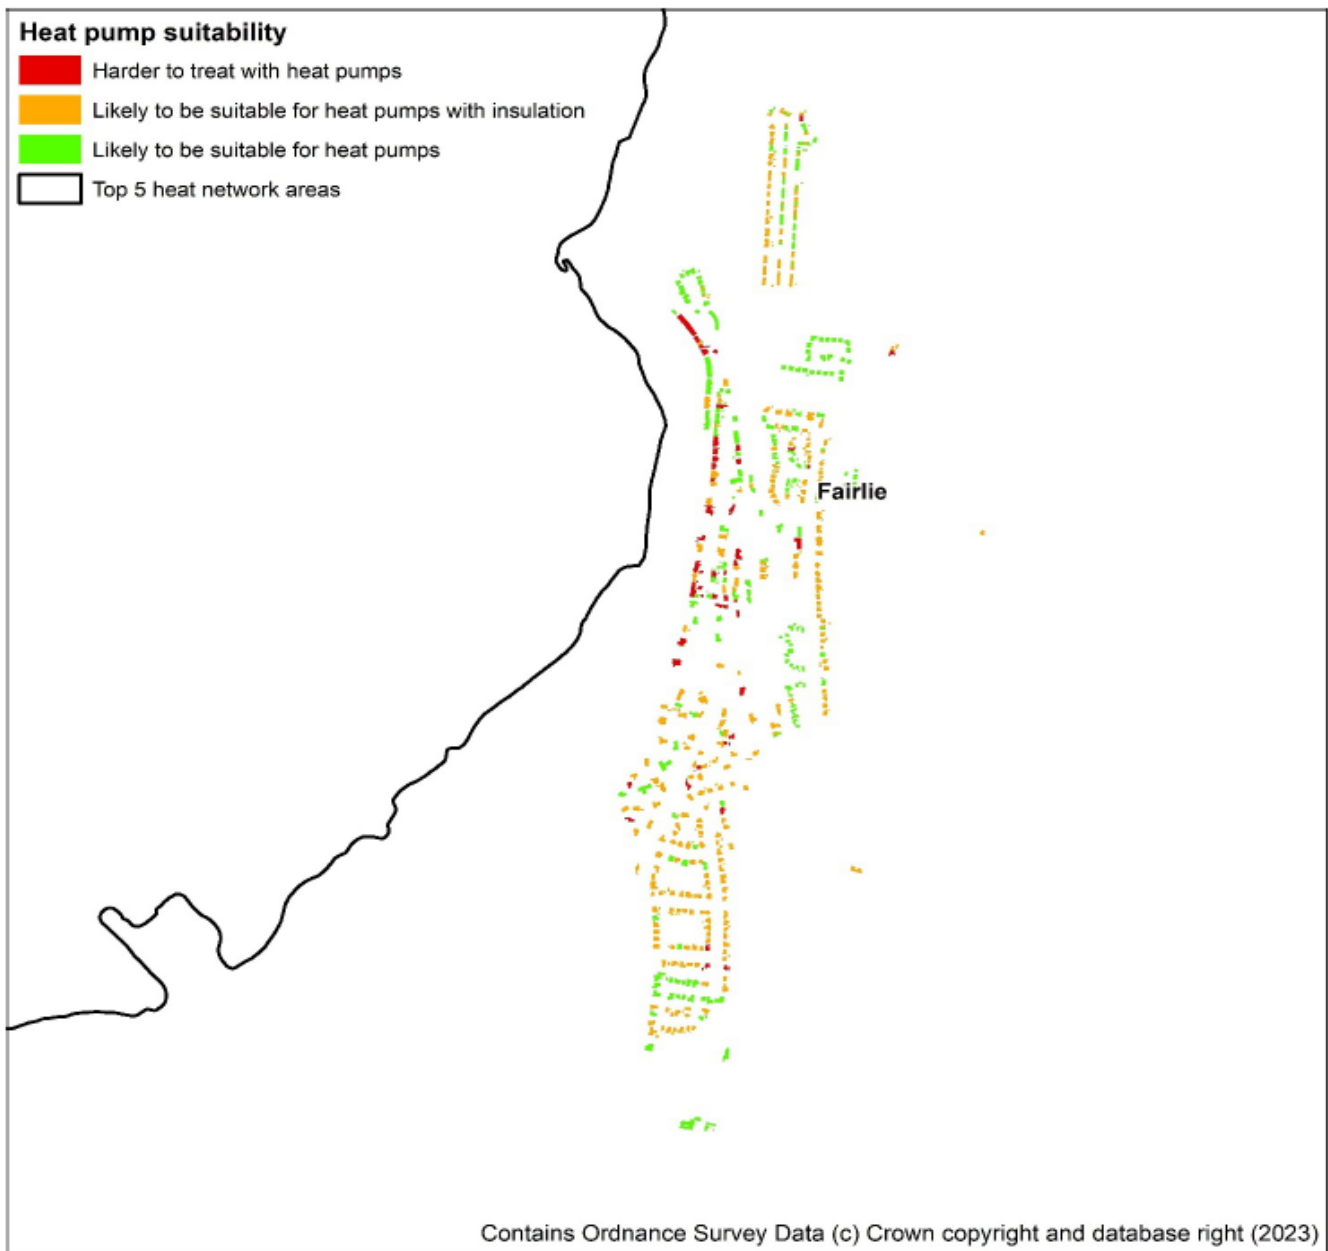 Heat pump suitability
Harder to treat with heat pumps
Likely to be suitable for heat pumps with insulation
Likely to be suitable for heat pumps
Top 5 heat network areas
Fairlie
Contains Ordnance Survey Data (c) Crown copyright and database right (2023)